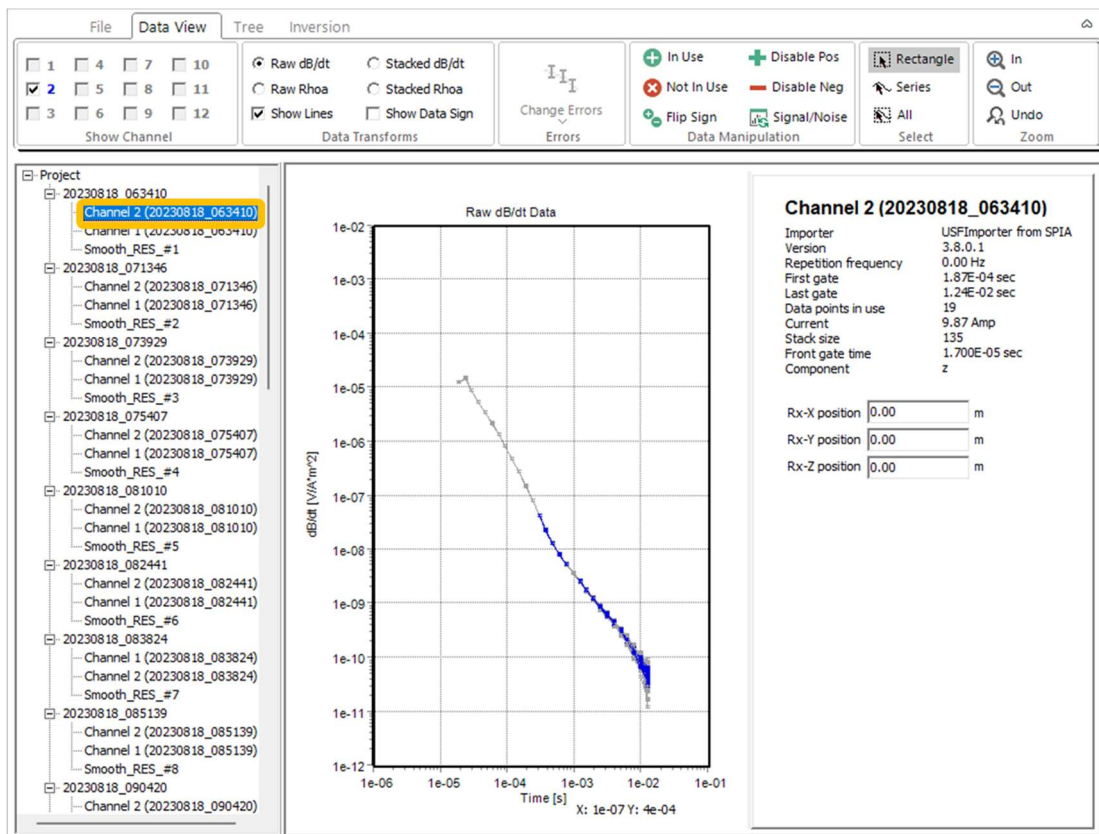 File Data View Tree Inversion
1 4 7 10
2 5 8 11
3 6 9 12
Show Channel
Raw dB/dt Stacked dB/dt
Raw Rhoa Stacked Rhoa
Show Lines Show Data Sign
Data Transforms
Change Errors
Errors
In Use Disable Pos
Not In Use Disable Neg
Flip Sign Signal/Noise
Data Manipulation
Rectangle
Series
All
Select
In
Out
Undo
Zoom
Project
20230818_063410
Channel 2 (20230818_063410)
Channel 1 (20230818_063410)
Smooth_RES_#1
20230818_071346
Channel 2 (20230818_071346)
Channel 1 (20230818_071346)
Smooth_RES_#2
20230818_073929
Channel 2 (20230818_073929)
Channel 1 (20230818_073929)
Smooth_RES_#3
20230818_075407
Channel 2 (20230818_075407)
Channel 1 (20230818_075407)
Smooth_RES_#4
20230818_081010
Channel 2 (20230818_081010)
Channel 1 (20230818_081010)
Smooth_RES_#5
20230818_082441
Channel 2 (20230818_082441)
Channel 1 (20230818_082441)
Smooth_RES_#6
20230818_083824
Channel 1 (20230818_083824)
Channel 2 (20230818_083824)
Smooth_RES_#7
20230818_085139
Channel 2 (20230818_085139)
Channel 1 (20230818_085139)
Smooth_RES_#8
20230818_090420
Channel 2 (20230818_090420)
Raw dB/dt Data
dB/dt [V/A*m^2]
1e-02
1e-03
1e-04
1e-05
1e-06
1e-07
1e-08
1e-09
1e-10
1e-11
1e-12
1e-06 1e-05 1e-04 1e-03 1e-02 1e-01
Time [s]
X: 1e-07 Y: 4e-04
Channel 2 (20230818_063410)
Importer USFImporter from SPIA
Version 3.8.0.1
Repetition frequency 0.00 Hz
First gate 1.87E-04 sec
Last gate 1.24E-02 sec
Data points in use 19
Current 9.87 Amp
Stack size 135
Front gate time 1.700E-05 sec
Component z
Rx-X position 0.00 m
Rx-Y position 0.00 m
Rx-Z position 0.00 m